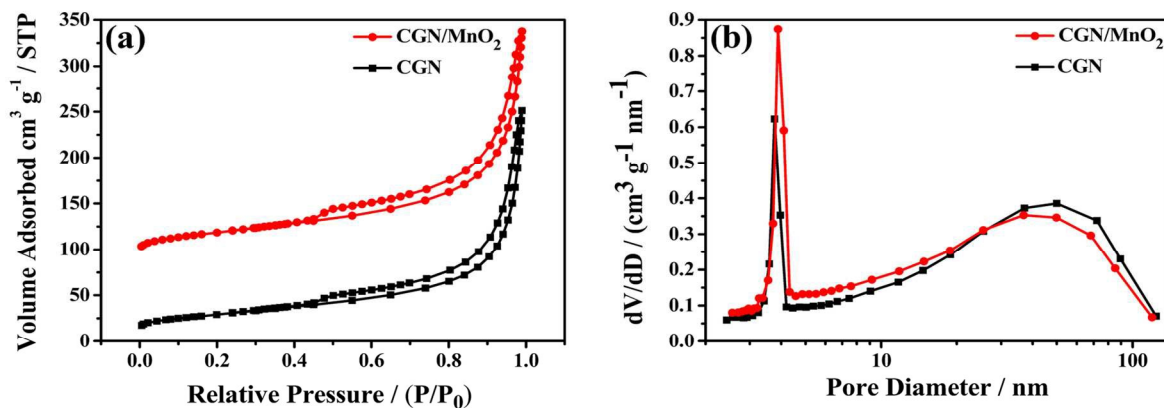 (a)
CGN/MnO₂
CGN
350
300
250
200
150
100
50
0
0.0 0.2 0.4 0.6 0.8 1.0
Volume Adsorbed cm³ g⁻¹ / STP
Relative Pressure / (P/P₀)
(b)
CGN/MnO₂
CGN
0.9
0.8
0.7
0.6
0.5
0.4
0.3
0.2
0.1
0.0
10 100
dV/dD / (cm³ g⁻¹ nm⁻¹
Pore Diameter / nm